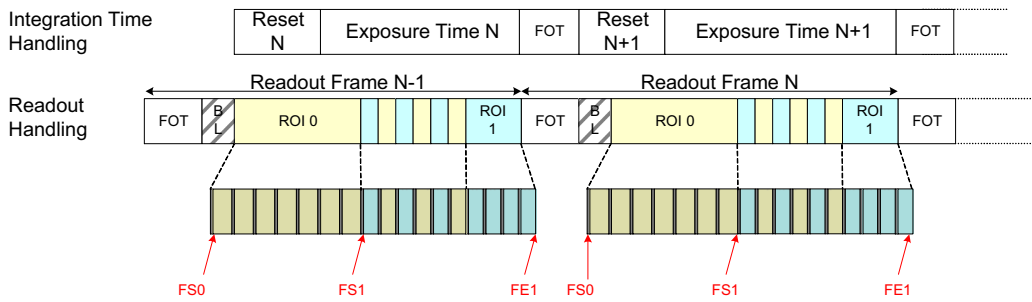 Integration Time
Handling
Reset
N
Exposure Time N
FOT
Reset
N+1
Exposure Time N+1
FOT
Readout Frame N-1
Readout Frame N
Readout
Handling
FOT
B
L
ROI 0
ROI
1
FOT
B
L
ROI 0
ROI
1
FOT
FS0
FS1
FE1
FS0
FS1
FE1